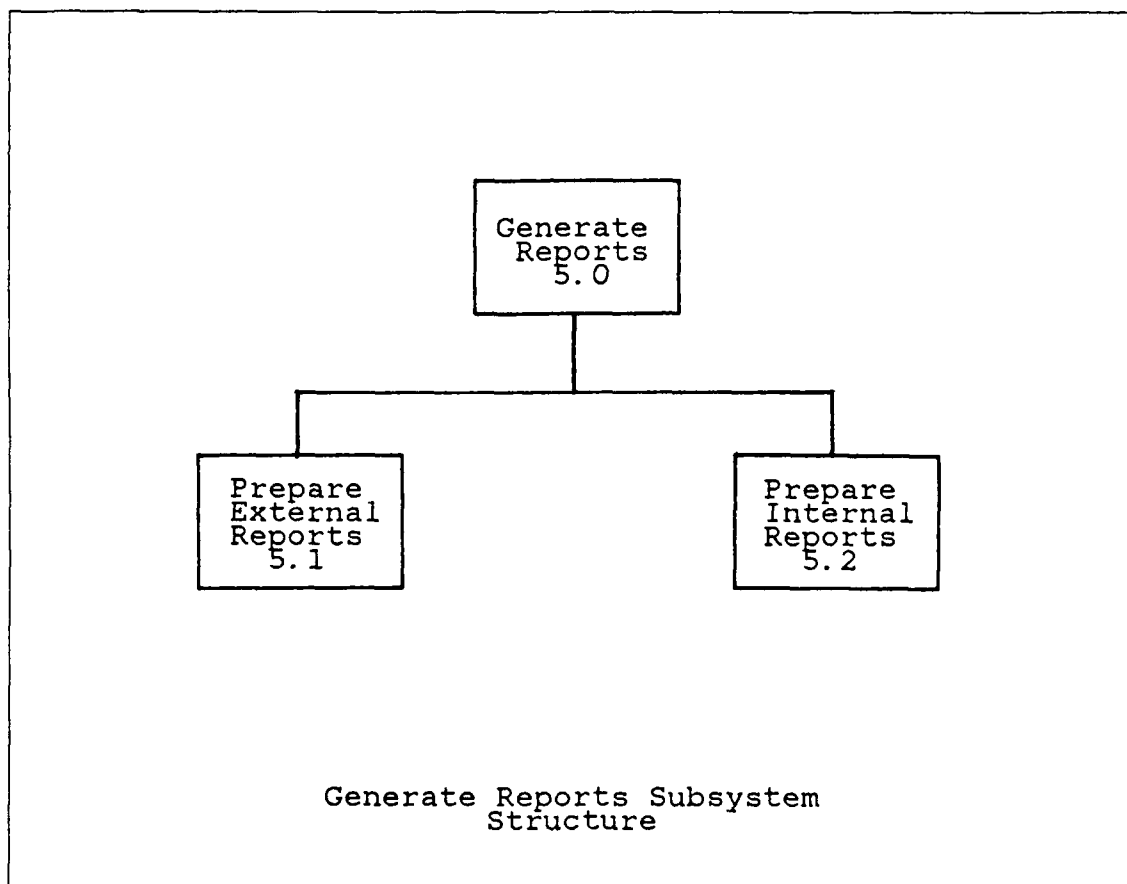 Generate
Reports
5.0
Prepare
External
Reports
5.1
Prepare
Internal
Reports
5.2
Generate Reports Subsystem
Structure